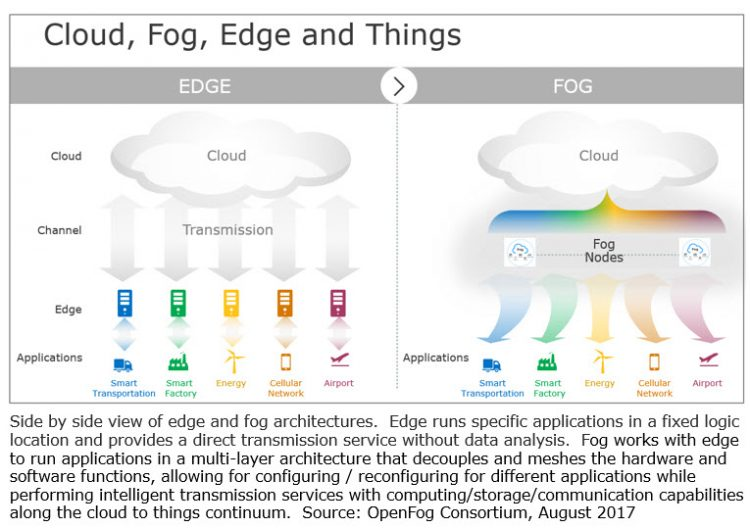 Cloud, Fog, Edge and Things
EDGE
FOG
Cloud
Cloud
Channel
Transmission
Edge
Applications
Smart
Transportation
Smart
Factory
Energy
Cellular
Network
Airport
Cloud
Fog
Nodes
Applications
Smart
Transportation
Smart
Factory
Energy
Cellular
Network
Airport
Side by side view of edge and fog architectures.  Edge runs specific applications in a fixed logic
location and provides a direct transmission service without data analysis.  Fog works with edge
to run applications in a multi-layer architecture that decouples and meshes the hardware and
software functions, allowing for configuring / reconfiguring for different applications while
performing intelligent transmission services with computing/storage/communication capabilities
along the cloud to things continuum.  Source: OpenFog Consortium, August 2017